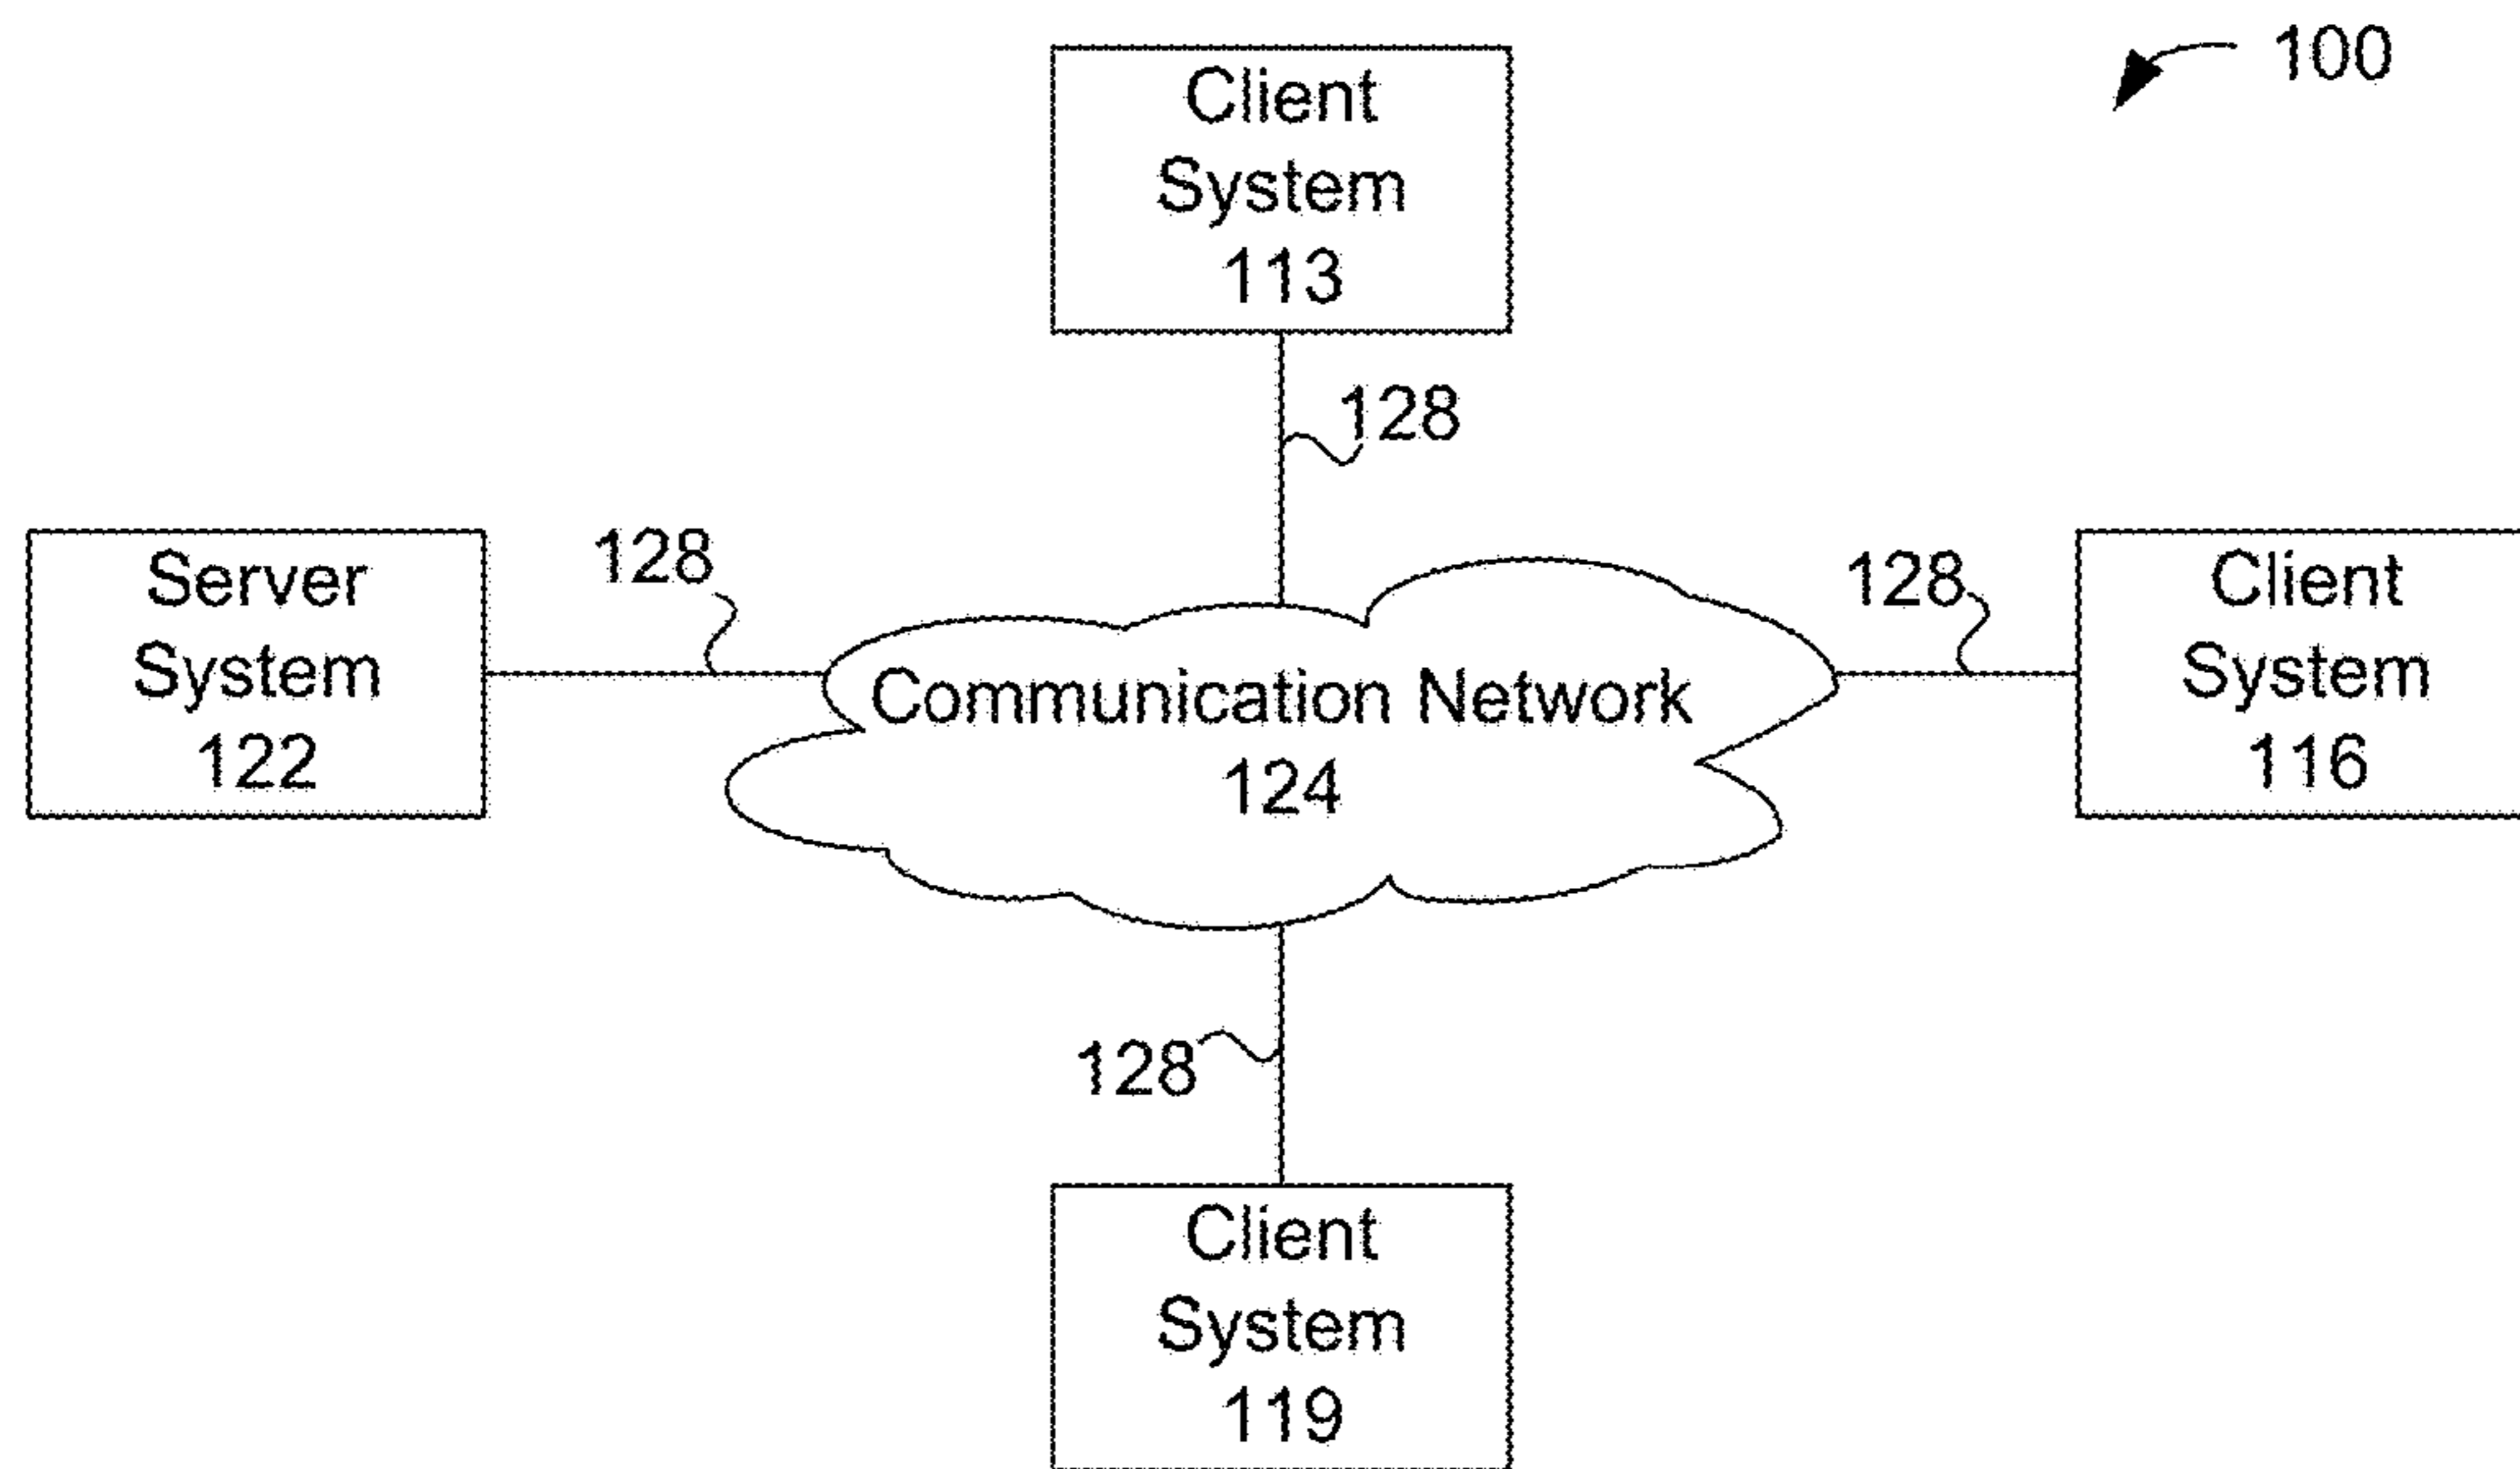 100
Client
System
113
128
128
128
Server
System
122
Communication Network
124
Client
System
116
128
Client
System
119